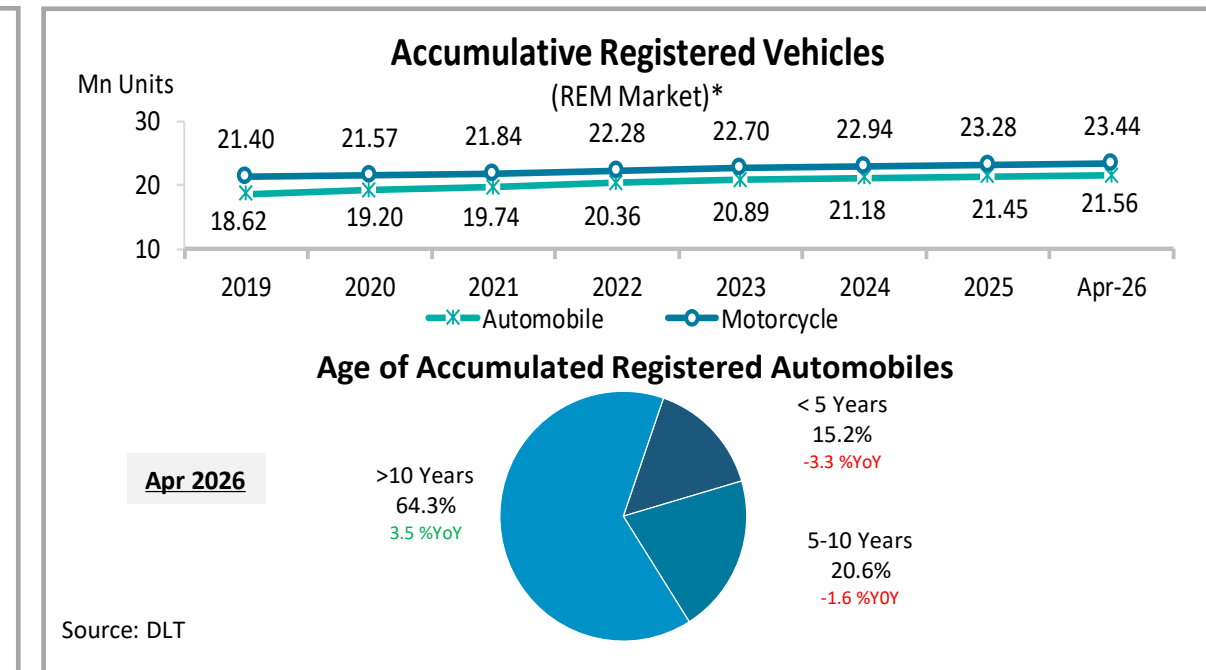 Accumulative Registered Vehicles
Mn Units
(REM Market)*
30
21.40 21.57 21.84 22.28 22.70 22.94 23.28 23.44
20
18.62 19.20 19.74 20.36 20.89 21.18 21.45 21.56
10
2019 2020 2021 2022 2023 2024 2025 Apr-26
Automobile Motorcycle
Age of Accumulated Registered Automobiles
< 5 Years
15.2%
-3.3 %YoY
Apr 2026
>10 Years
64.3%
3.5 %YoY
5-10 Years
20.6%
-1.6 %Y0Y
Source: DLT